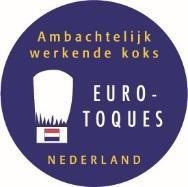 Ambachtelijk
werkende koks
EURO-
TOQUES
NEDERLAND